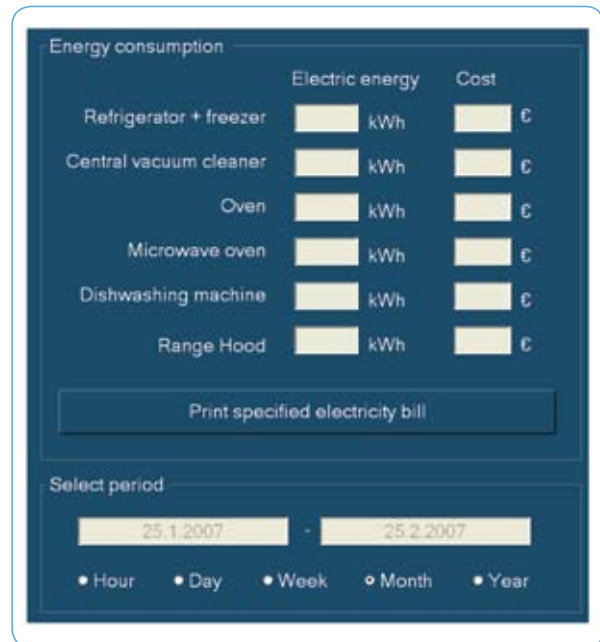 Energy consumption
Electric energy Cost
Refrigerator + freezer kWh €
Central vacuum cleaner kWh €
Oven kWh €
Microwave oven kWh €
Dishwashing machine kWh €
Range Hood kWh €
Print specified electricity bill
Select period
25.1.2007 - 25.2.2007
Hour Day Week Month Year